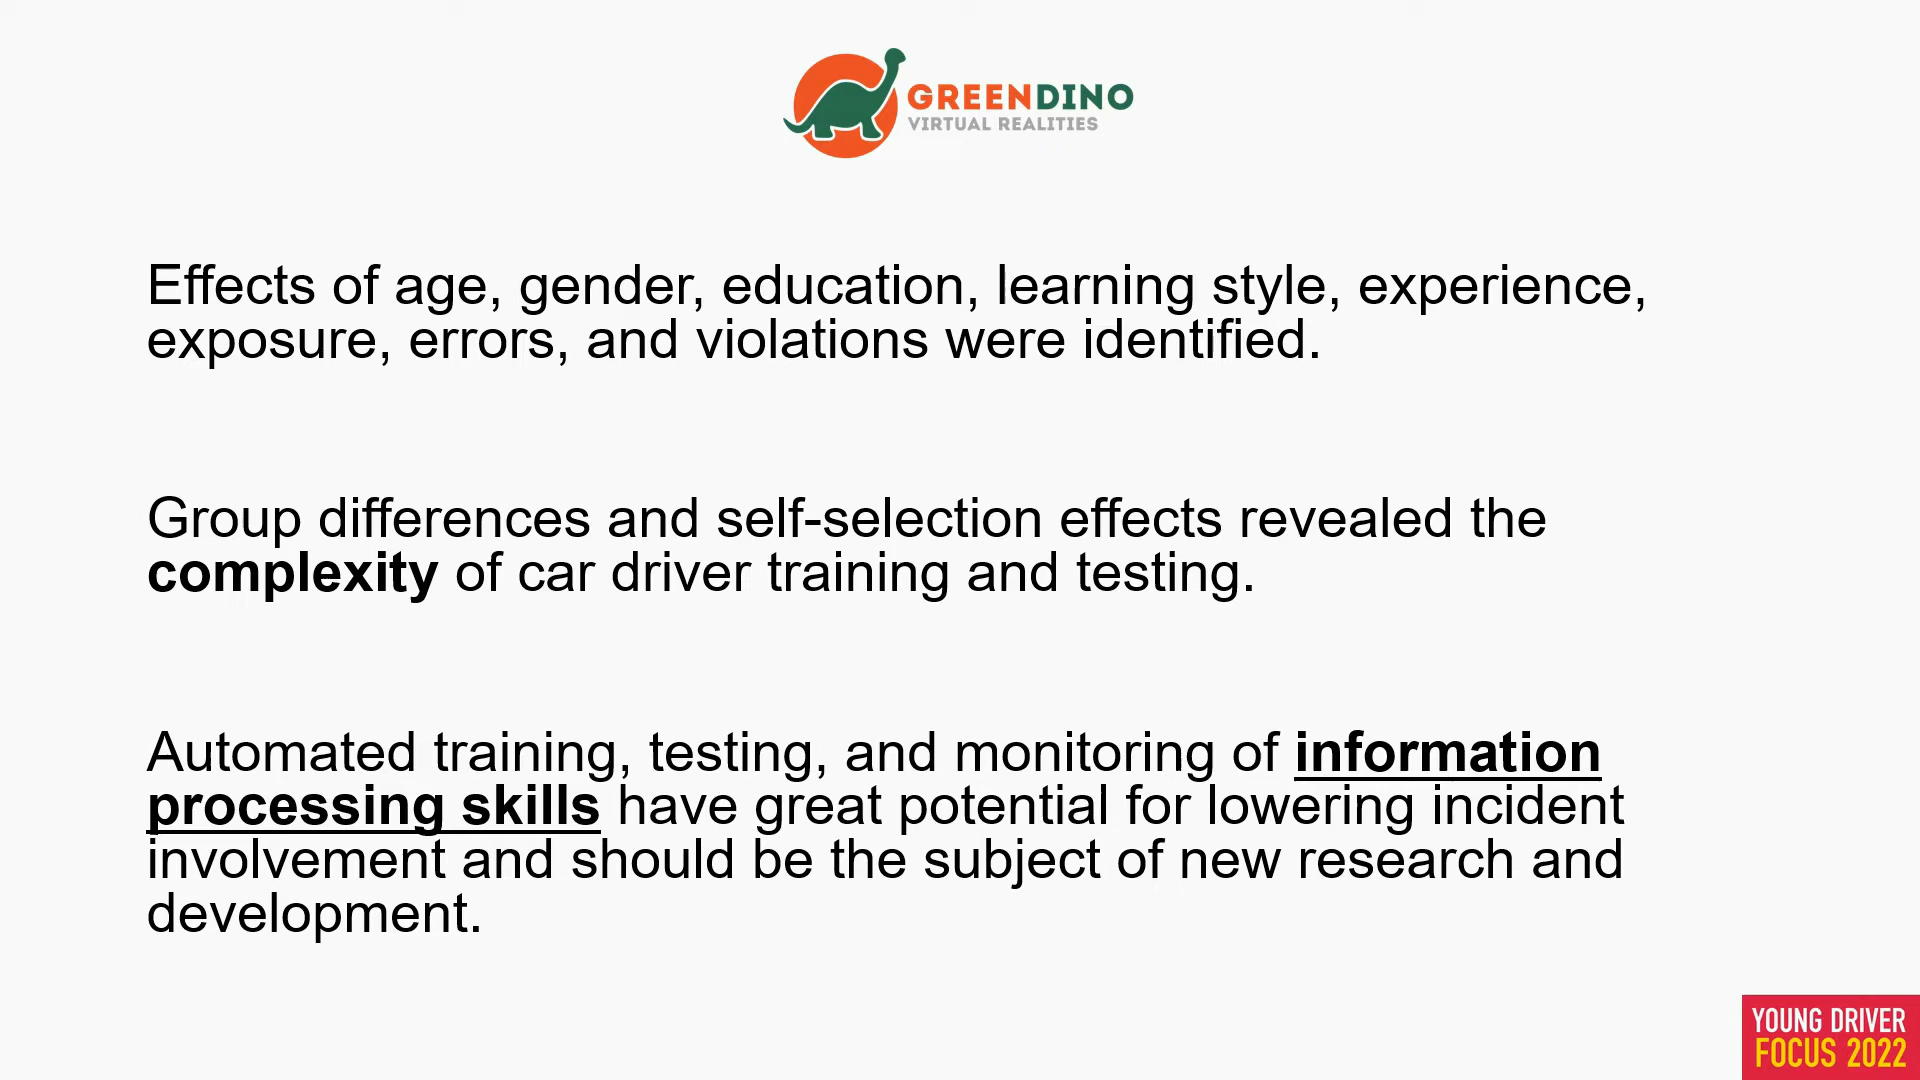 GREENDINO
VIRTUAL REALITIES
Effects of age, gender, education, learning style, experience,
exposure, errors, and violations were identified.
Group differences and self-selection effects revealed the
complexity of car driver training and testing.
Automated training, testing, and monitoring of information
processing skills have great potential for lowering incident
involvement and should be the subject of new research and
development.
YOUNG DRIVER
FOCUS 2022